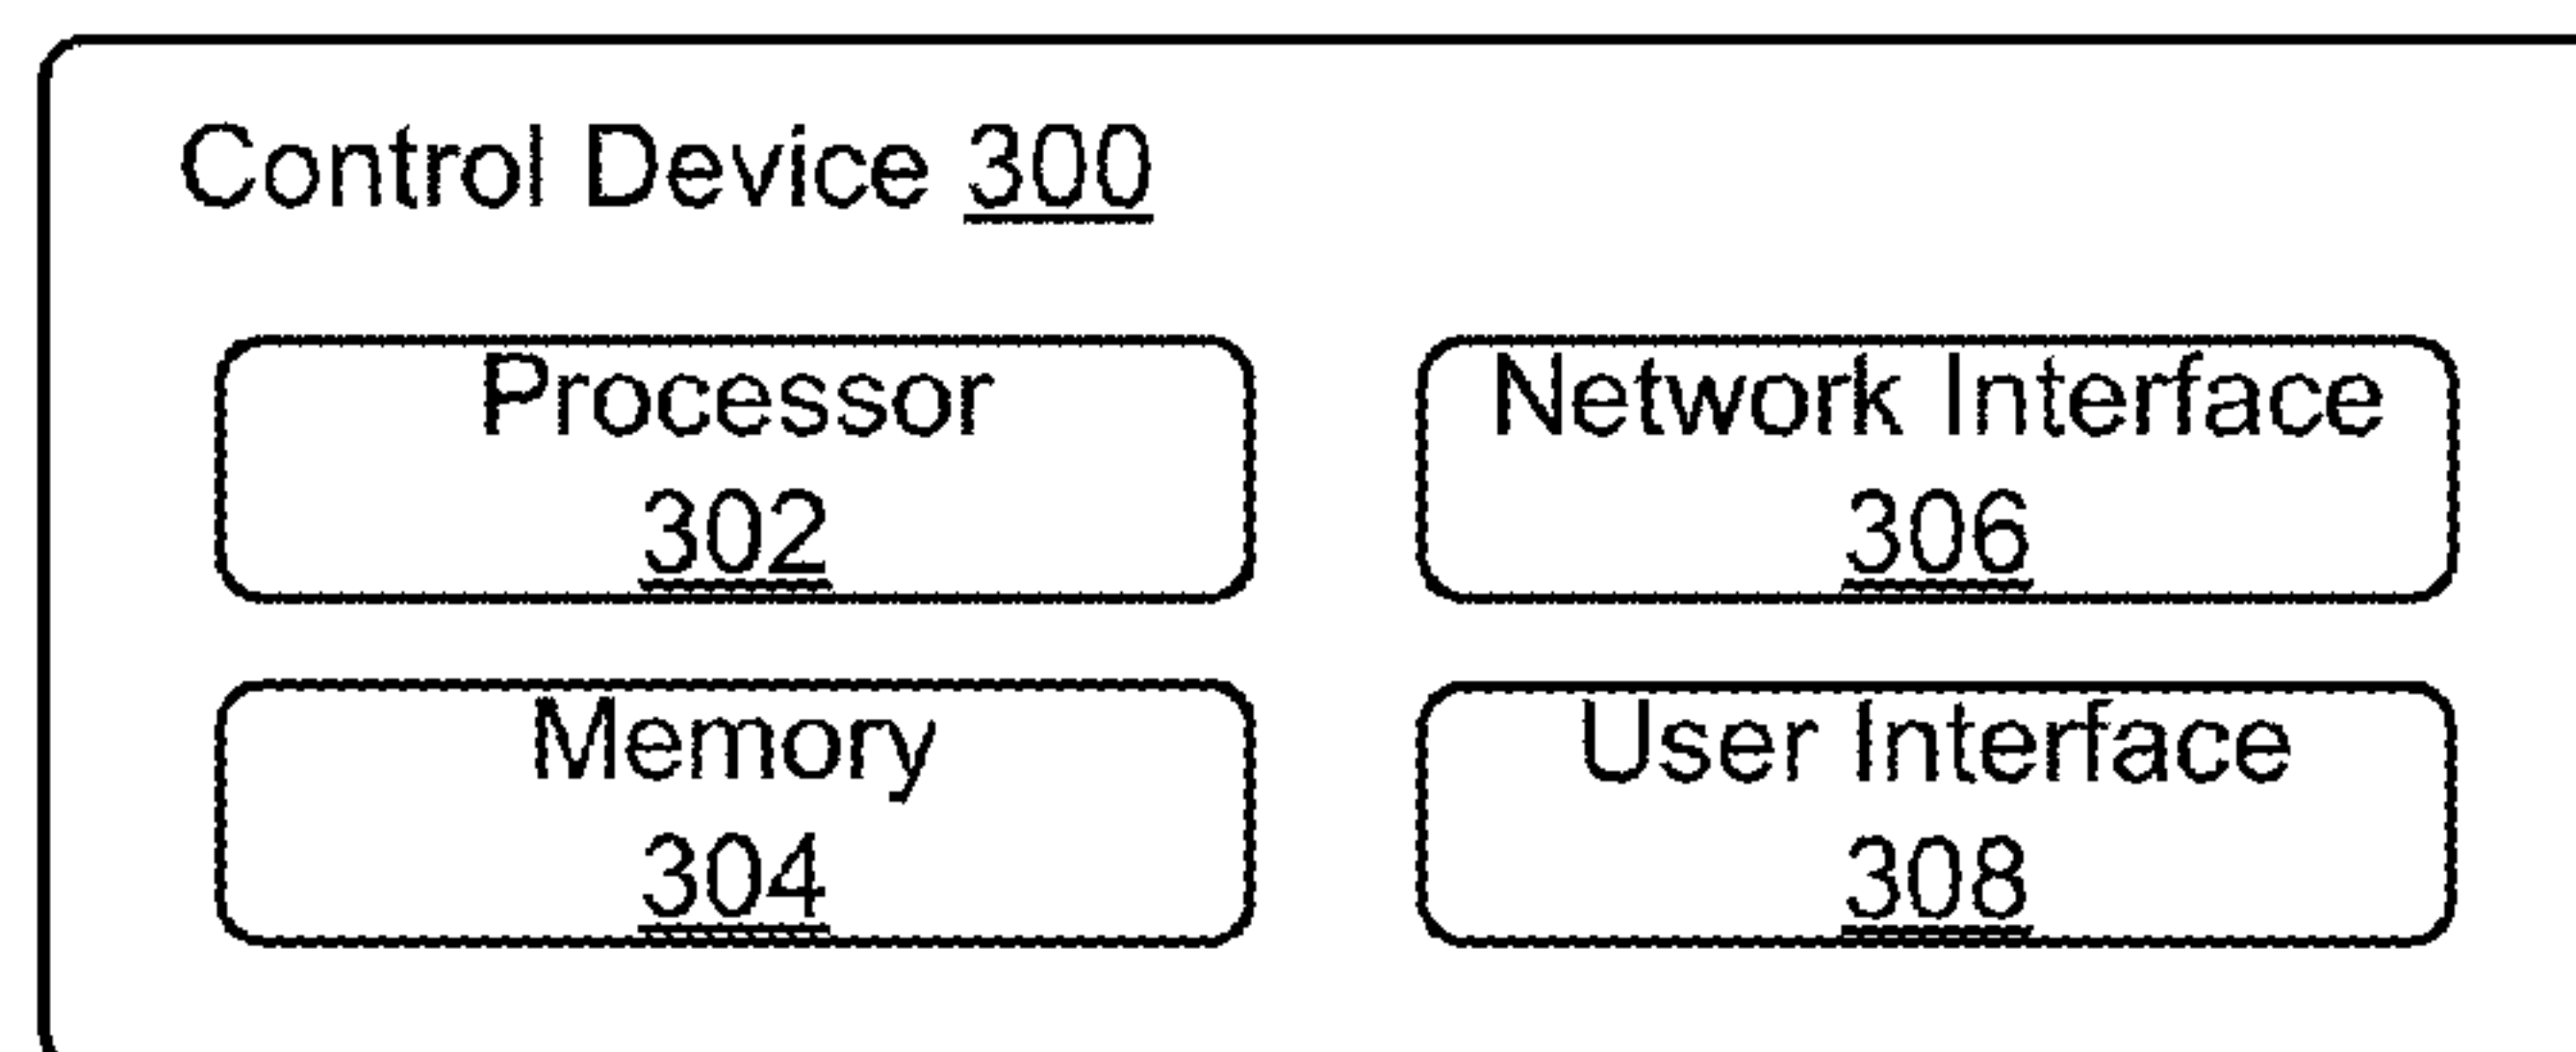 Control Device 300
Processor
302
Network Interface
306
Memory
304
User Interface
308